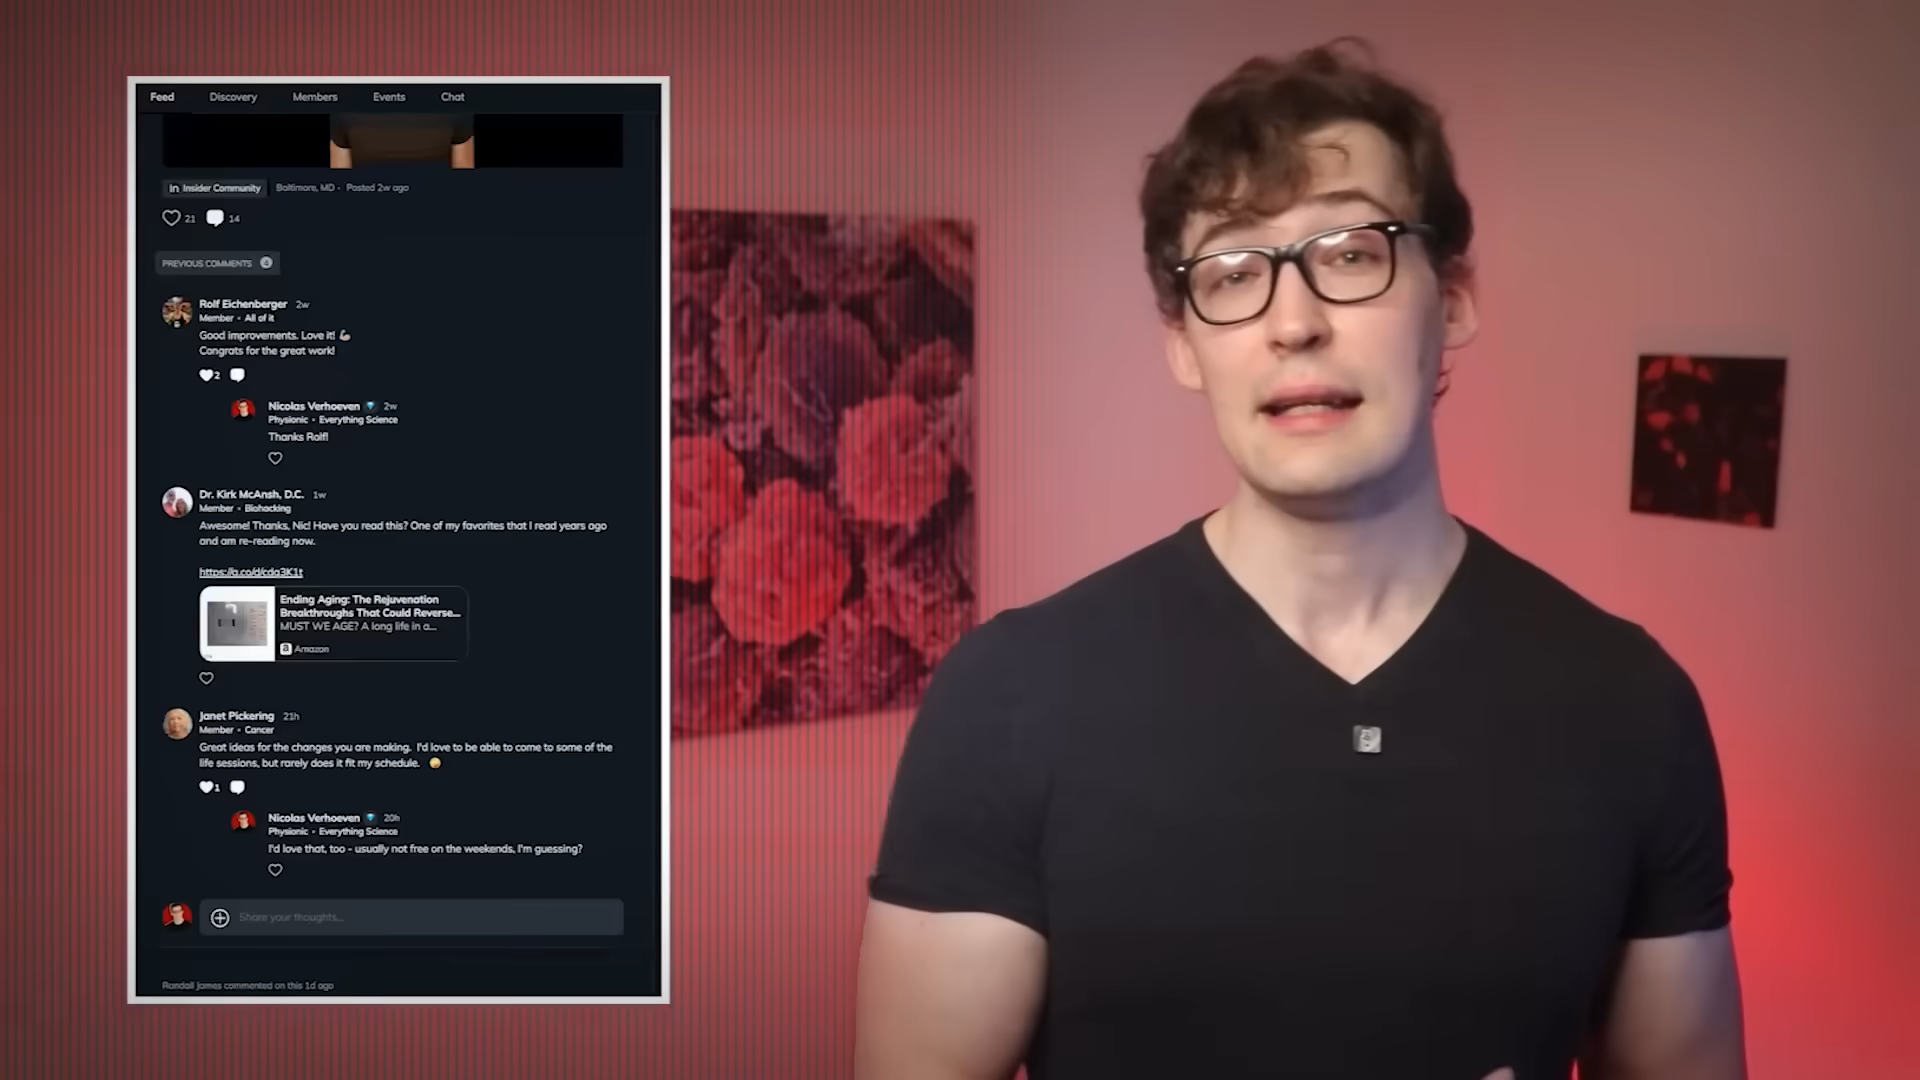 Feed Discovery Members Events Chat
in Insider Community Baltimore, MD · Posted 2w ago
21 14
PREVIOUS COMMENTS 4
Rolf Eichenberger 2w
Member • All of it
Good improvements. Love it! 💪
Congrats for the great work!
2
Nicolas Verhoeven 2w
Physionic • Everything Science
Thanks Rolf!
Dr. Kirk McAnsh, D.C. 1w
Member • Biohacking
Awesome! Thanks, Nic! Have you read this? One of my favorites that I read years ago
and am re-reading now.
https://a.co/d/cda3K1t
Ending Aging: The Rejuvenation
Breakthroughs That Could Reverse...
MUST WE AGE? A long life in a...
a Amazon
Janet Pickering 21h
Member • Cancer
Great ideas for the changes you are making. I'd love to be able to come to some of the
life sessions, but rarely does it fit my schedule.
1
Nicolas Verhoeven 20h
Physionic • Everything Science
I'd love that, too - usually not free on the weekends, I'm guessing?
Share your thoughts...
Randall James commented on this 1d ago